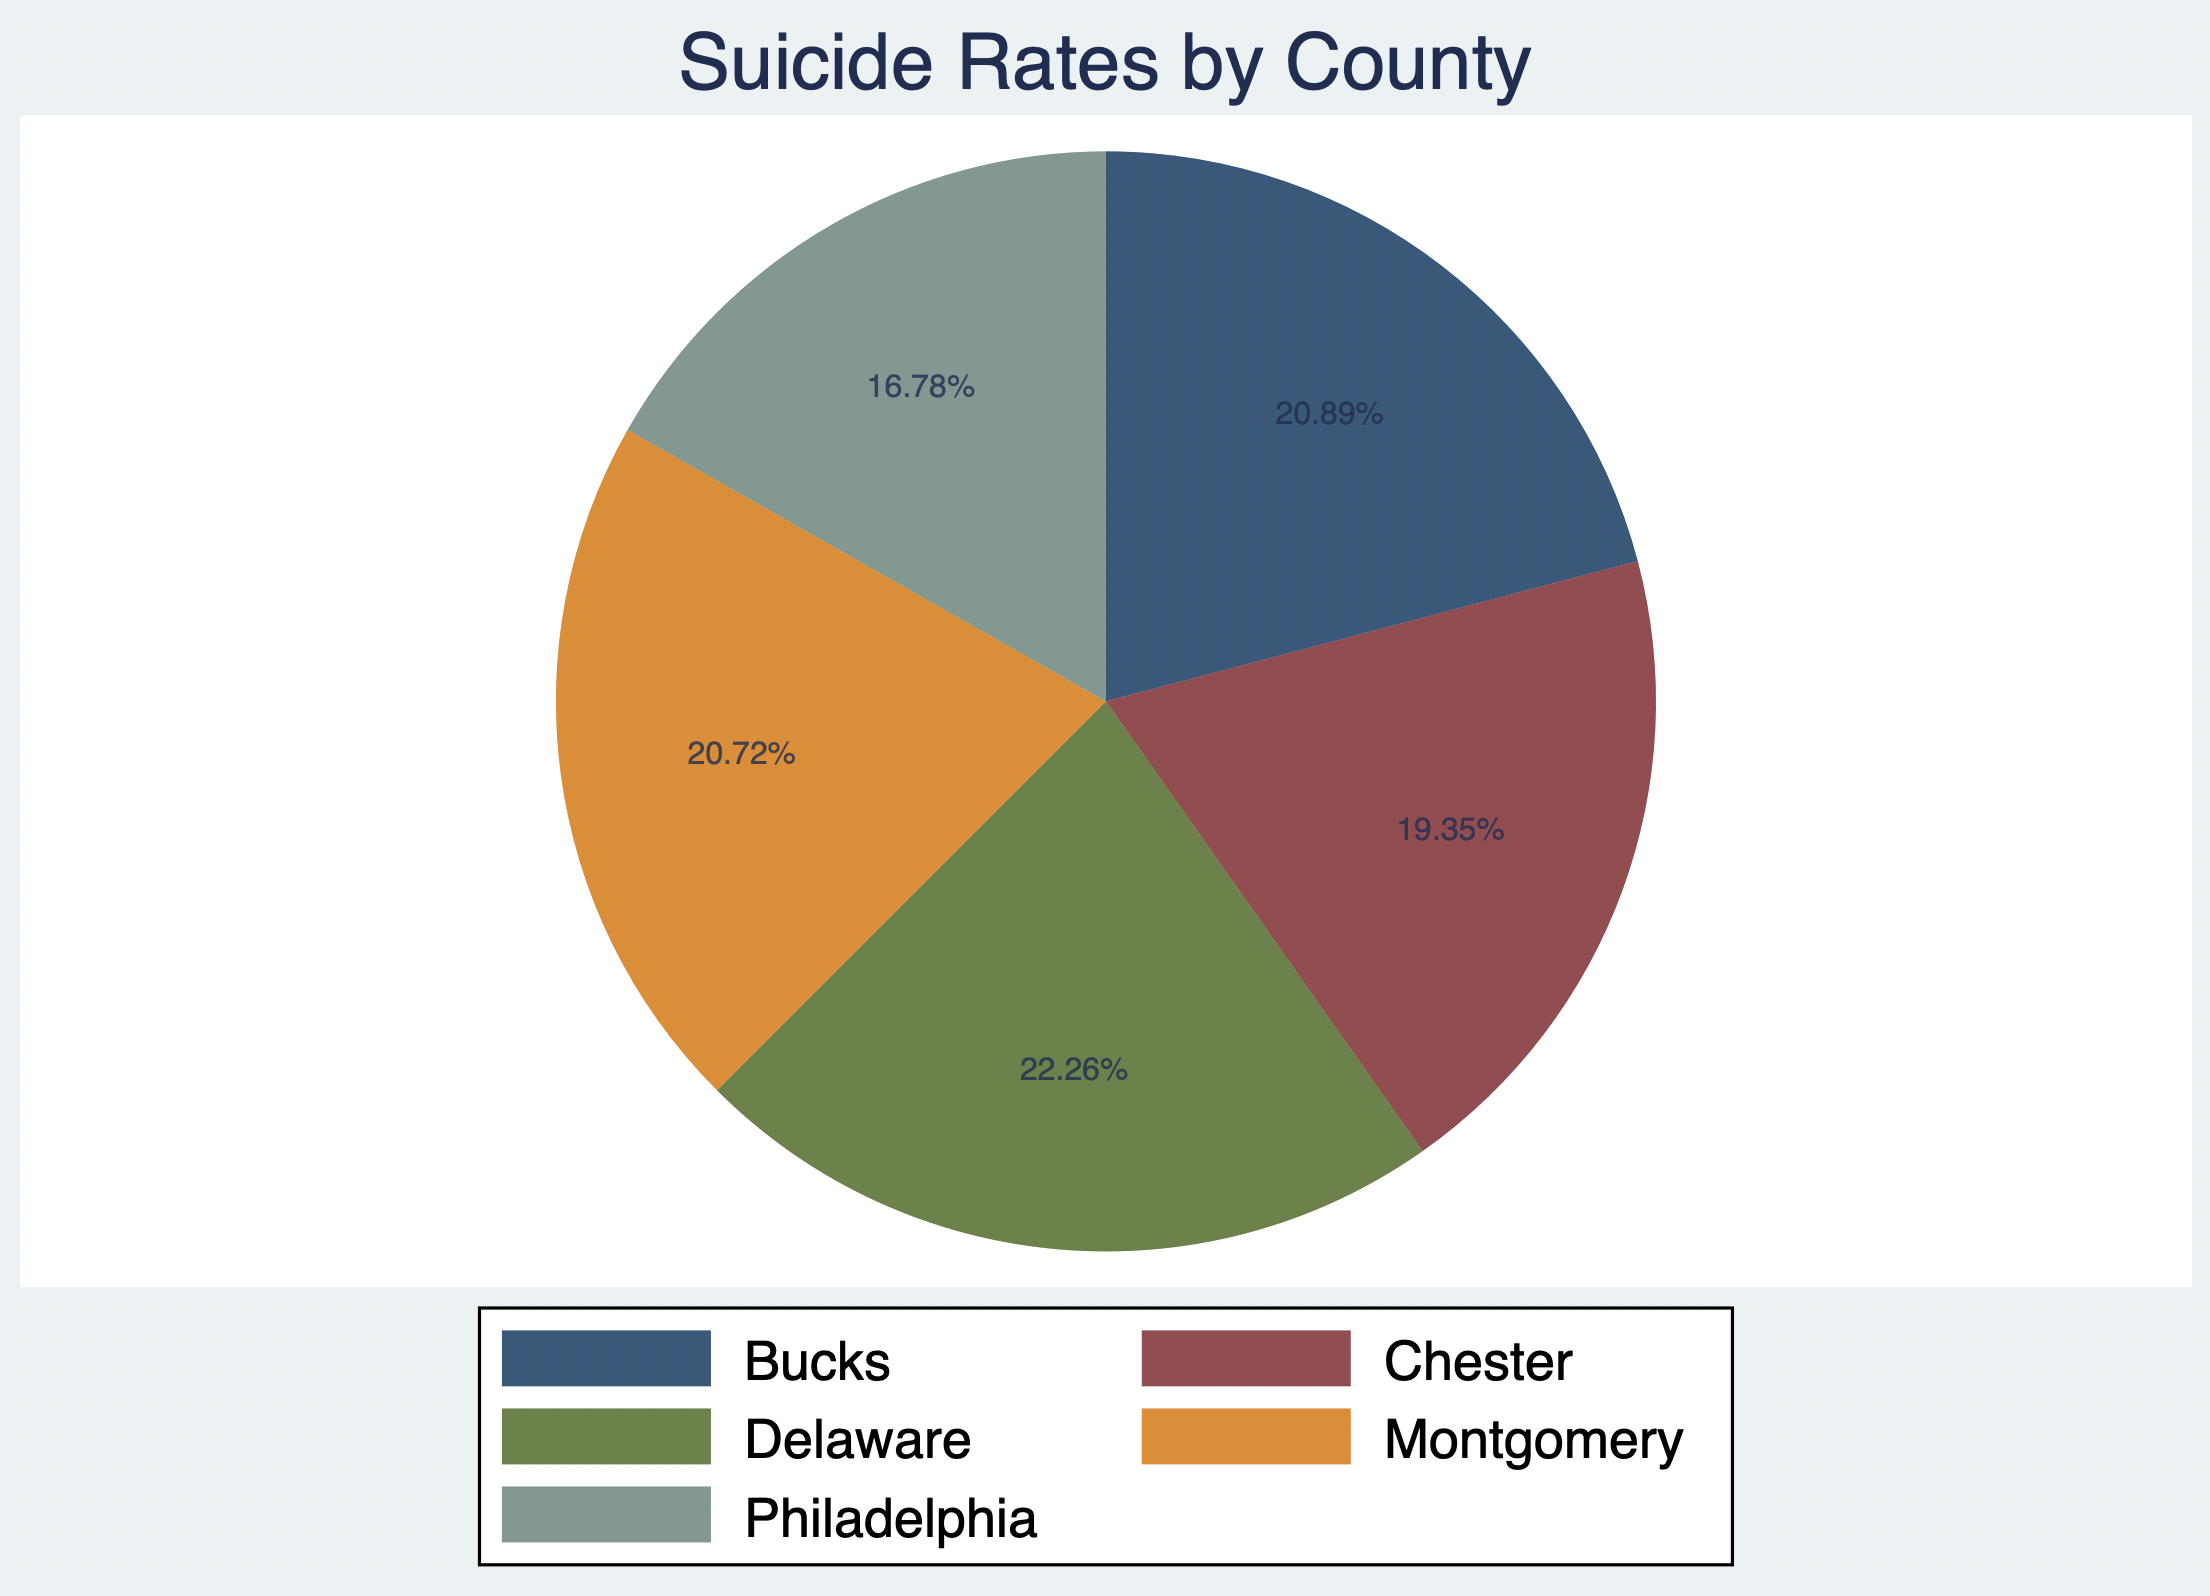 Suicide Rates by County
16.78%
20.89%
20.72%
19.35%
22.26%
Bucks
Chester
Delaware
Montgomery
Philadelphia